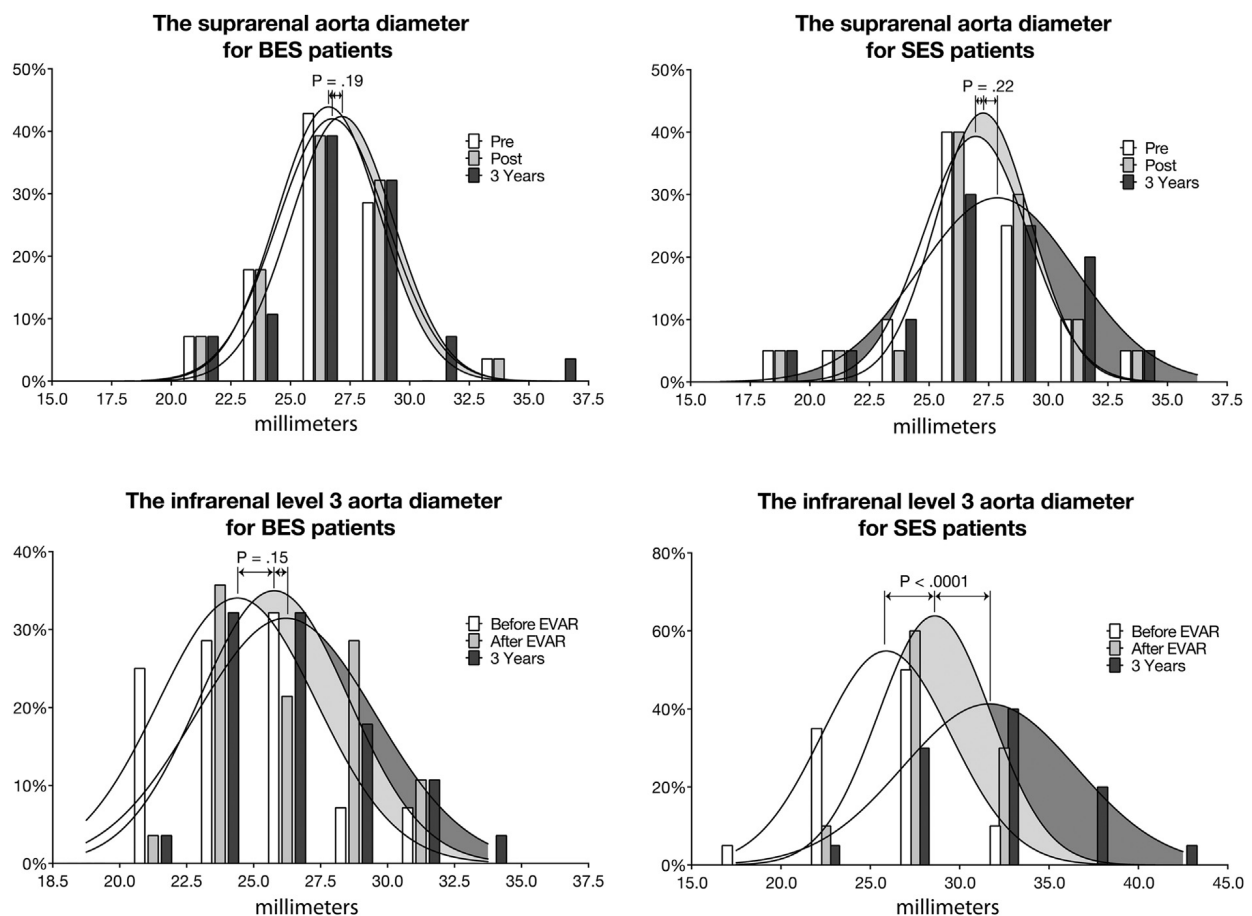 The suprarenal aorta diameter
for BES patients
50%
40%
30%
20%
10%
0%
P = .19
Pre
Post
3 Years
15.0 17.5 20.0 22.5 25.0 27.5 30.0 32.5 35.0 37.5
millimeters
The suprarenal aorta diameter
for SES patients
50%
40%
30%
20%
10%
0%
P = .22
Pre
Post
3 Years
15.0 17.5 20.0 22.5 25.0 27.5 30.0 32.5 35.0 37.5
millimeters
The infrarenal level 3 aorta diameter
for BES patients
40%
30%
20%
10%
0%
P = .15
Before EVAR
After EVAR
3 Years
18.5 20.0 22.5 25.0 27.5 30.0 32.5 35.0 37.5
millimeters
The infrarenal level 3 aorta diameter
for SES patients
80%
60%
40%
20%
0%
P < .0001
Before EVAR
After EVAR
3 Years
15.0 20.0 25.0 30.0 35.0 40.0 45.0
millimeters